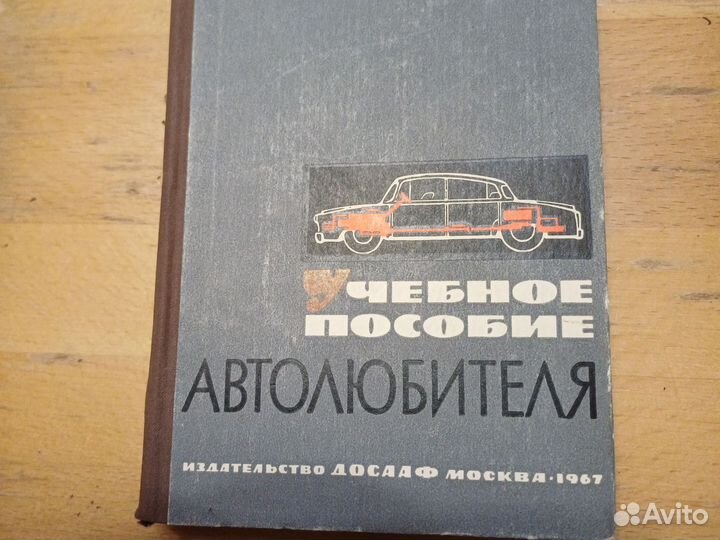 Учебное
пособие
АВТОЛЮБИТЕЛЯ
ИЗДАТЕЛЬСТВО ДОСААФ МОСКВА·1967
Avito